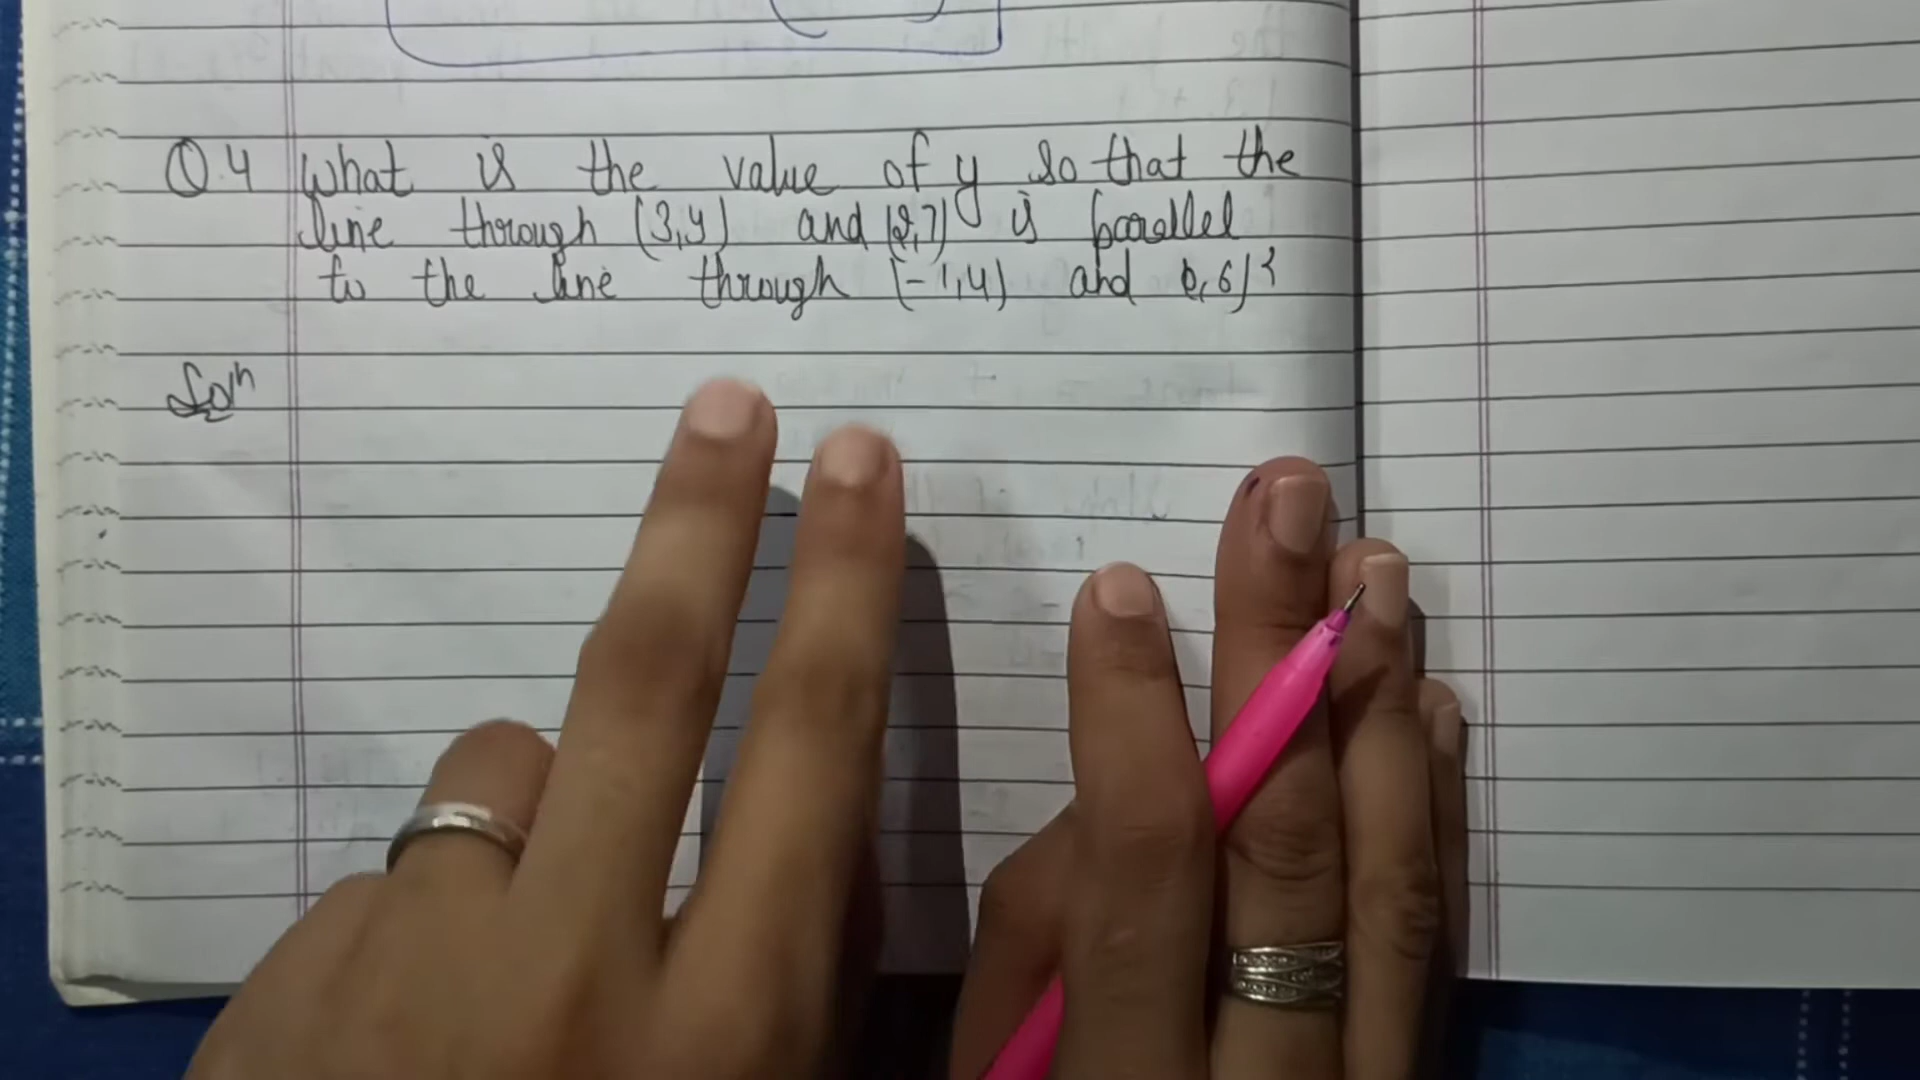 Q.4 What is the value of y so that the
line through (3,y) and (2,7) is parallel
to the line through (-1,4) and 0,6)?
Soln